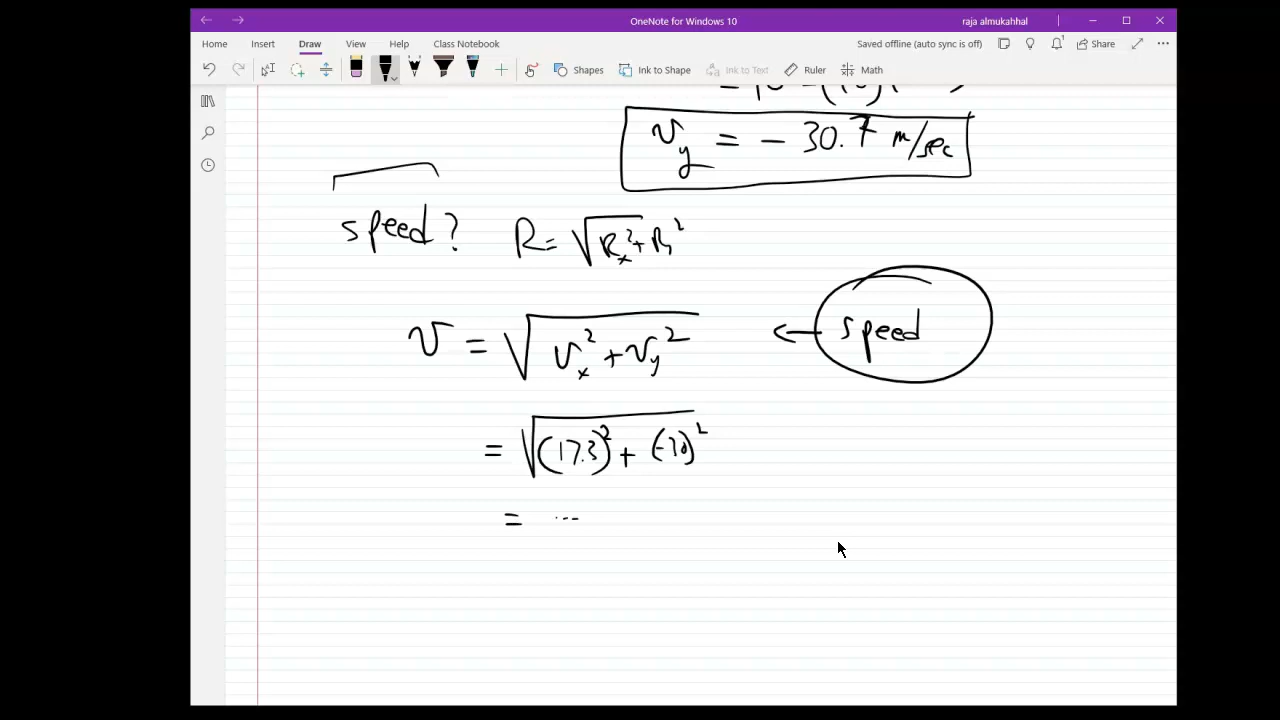 OneNote for Windows 10
raja almukahhal
Home Insert Draw View Help Class Notebook
Saved offline (auto sync is off)
Share
Shapes Ink to Shape Ink to Text Ruler Math
v_y = - 30.7 m/sec
speed? R = √(R_x² + R_y²)
v = √(v_x² + v_y²) ← speed
= √((17.3)² + (-30)²)
= ...